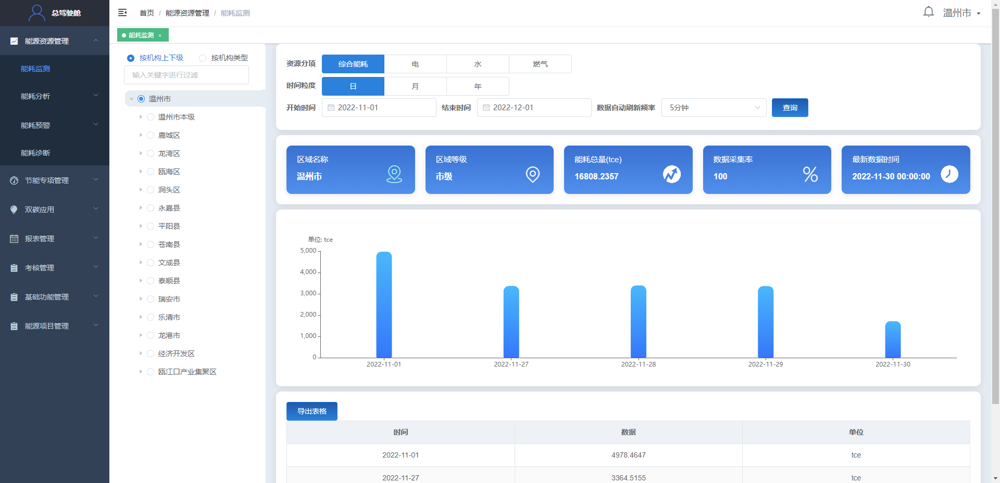 总驾驶舱
首页 / 能源资源管理 / 能耗监测
温州市
能耗监测 ×
能源资源管理
能耗监测
能耗分析
能耗预警
能耗诊断
节能专项管理
双碳应用
报表管理
考核管理
基础功能管理
能源项目管理
按机构上下级 按机构类型
输入关键字进行过滤
温州市
温州市本级
鹿城区
龙湾区
瓯海区
洞头区
永嘉县
平阳县
苍南县
文成县
泰顺县
瑞安市
乐清市
龙港市
经济开发区
瓯江口产业集聚区
资源分项 综合能耗 电 水 燃气
时间粒度 日 月 年
开始时间 2022-11-01 结束时间 2022-12-01 数据自动刷新频率 5分钟 查询
区域名称
温州市
区域等级
市级
能耗总量(tce)
16808.2357
数据采集率
100
最新数据时间
2022-11-30 00:00:00
单位: tce
5,000
4,000
3,000
2,000
1,000
0
2022-11-01 2022-11-27 2022-11-28 2022-11-29 2022-11-30
导出表格
时间 数据 单位
2022-11-01 4978.4647 tce
2022-11-27 3364.5155 tce